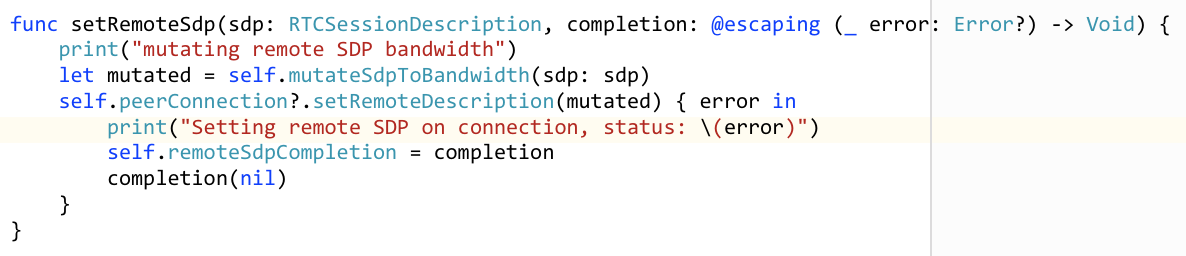 func setRemoteSdp(sdp: RTCSessionDescription, completion: @escaping (_ error: Error?) -> Void) {
    print("mutating remote SDP bandwidth")
    let mutated = self.mutateSdpToBandwidth(sdp: sdp)
    self.peerConnection?.setRemoteDescription(mutated) { error in
        print("Setting remote SDP on connection, status: \(error)")
        self.remoteSdpCompletion = completion
        completion(nil)
    }
}